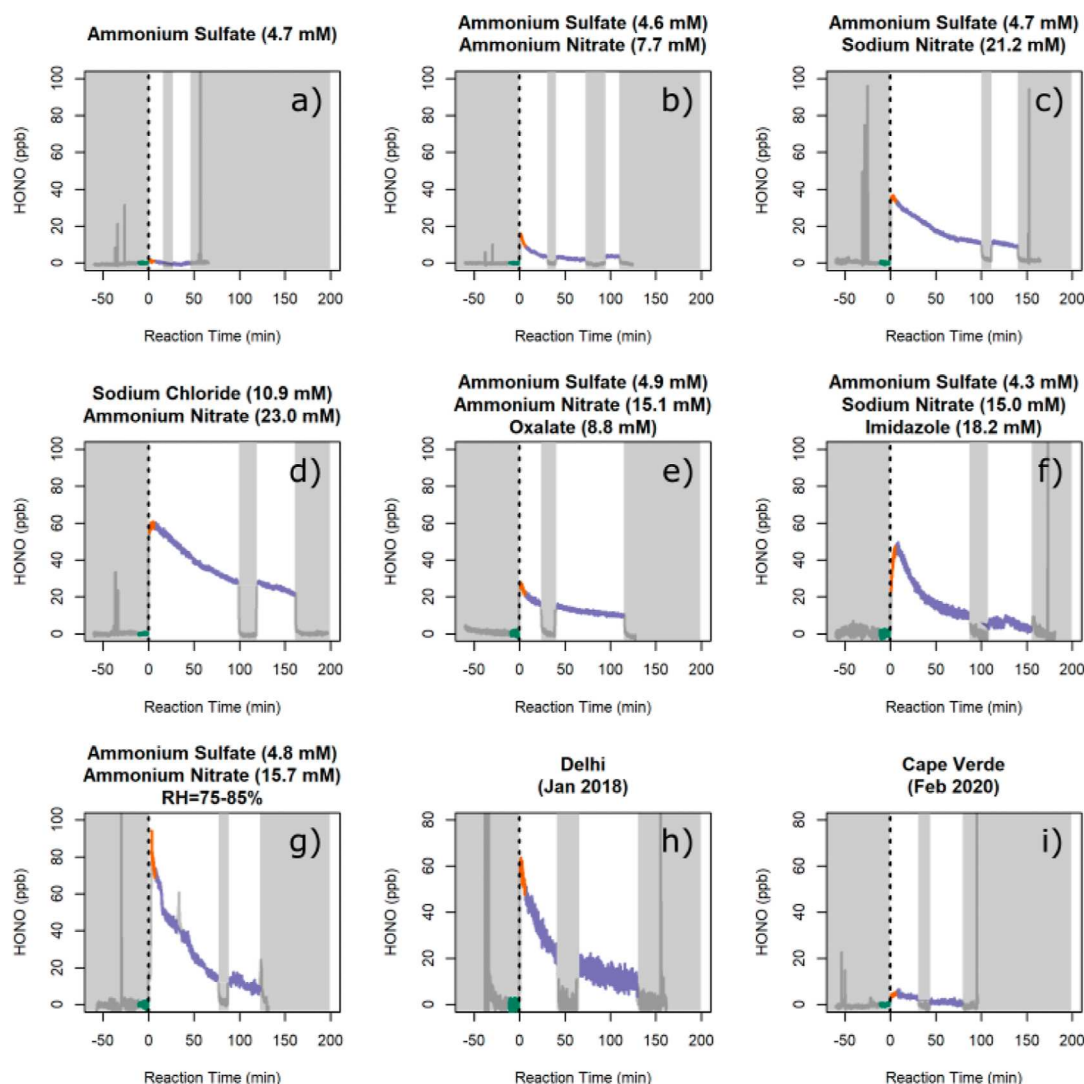 Ammonium Sulfate (4.7 mM)
a)
HONO (ppb)
0 20 40 60 80 100
-50 0 50 100 150 200
Reaction Time (min)
Ammonium Sulfate (4.6 mM)
Ammonium Nitrate (7.7 mM)
b)
HONO (ppb)
0 20 40 60 80 100
-50 0 50 100 150 200
Reaction Time (min)
Ammonium Sulfate (4.7 mM)
Sodium Nitrate (21.2 mM)
c)
HONO (ppb)
0 20 40 60 80 100
-50 0 50 100 150 200
Reaction Time (min)
Sodium Chloride (10.9 mM)
Ammonium Nitrate (23.0 mM)
d)
HONO (ppb)
0 20 40 60 80 100
-50 0 50 100 150 200
Reaction Time (min)
Ammonium Sulfate (4.9 mM)
Ammonium Nitrate (15.1 mM)
Oxalate (8.8 mM)
e)
HONO (ppb)
0 20 40 60 80 100
-50 0 50 100 150 200
Reaction Time (min)
Ammonium Sulfate (4.3 mM)
Sodium Nitrate (15.0 mM)
Imidazole (18.2 mM)
f)
HONO (ppb)
0 20 40 60 80 100
-50 0 50 100 150 200
Reaction Time (min)
Ammonium Sulfate (4.8 mM)
Ammonium Nitrate (15.7 mM)
RH=75-85%
g)
HONO (ppb)
0 20 40 60 80 100
-50 0 50 100 150 200
Reaction Time (min)
Delhi
(Jan 2018)
h)
HONO (ppb)
0 20 40 60 80
-50 0 50 100 150 200
Reaction Time (min)
Cape Verde
(Feb 2020)
i)
HONO (ppb)
0 20 40 60 80
-50 0 50 100 150 200
Reaction Time (min)